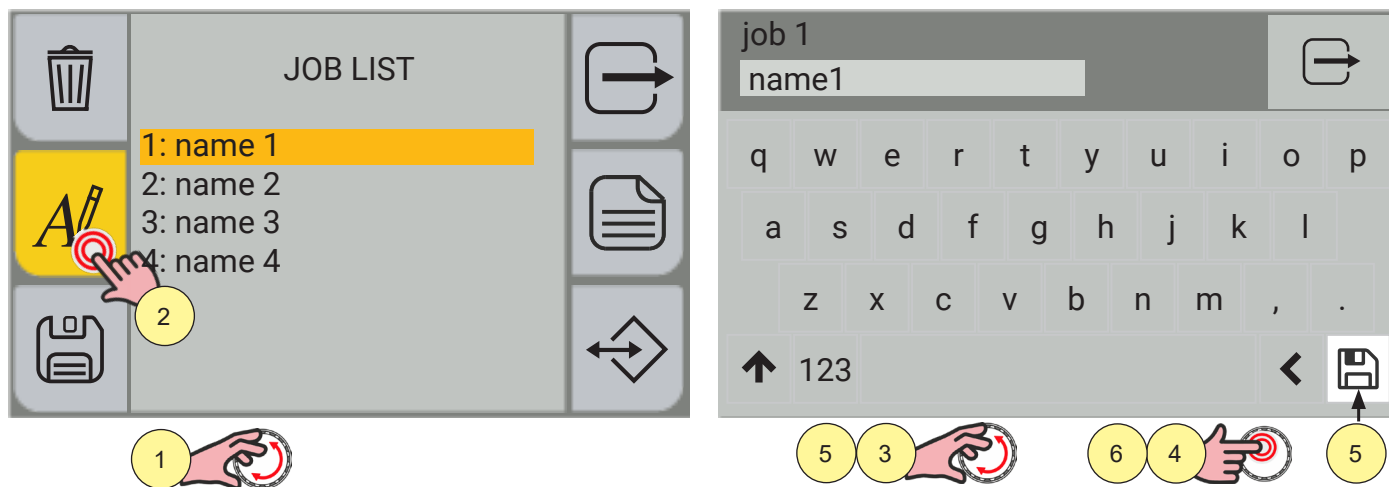 JOB LIST
1: name 1
2: name 2
3: name 3
4: name 4
A
2
1
job 1
name1
q w e r t y u i o p
a s d f g h j k l
z x c v b n m , .
123
5 3
6 4
5